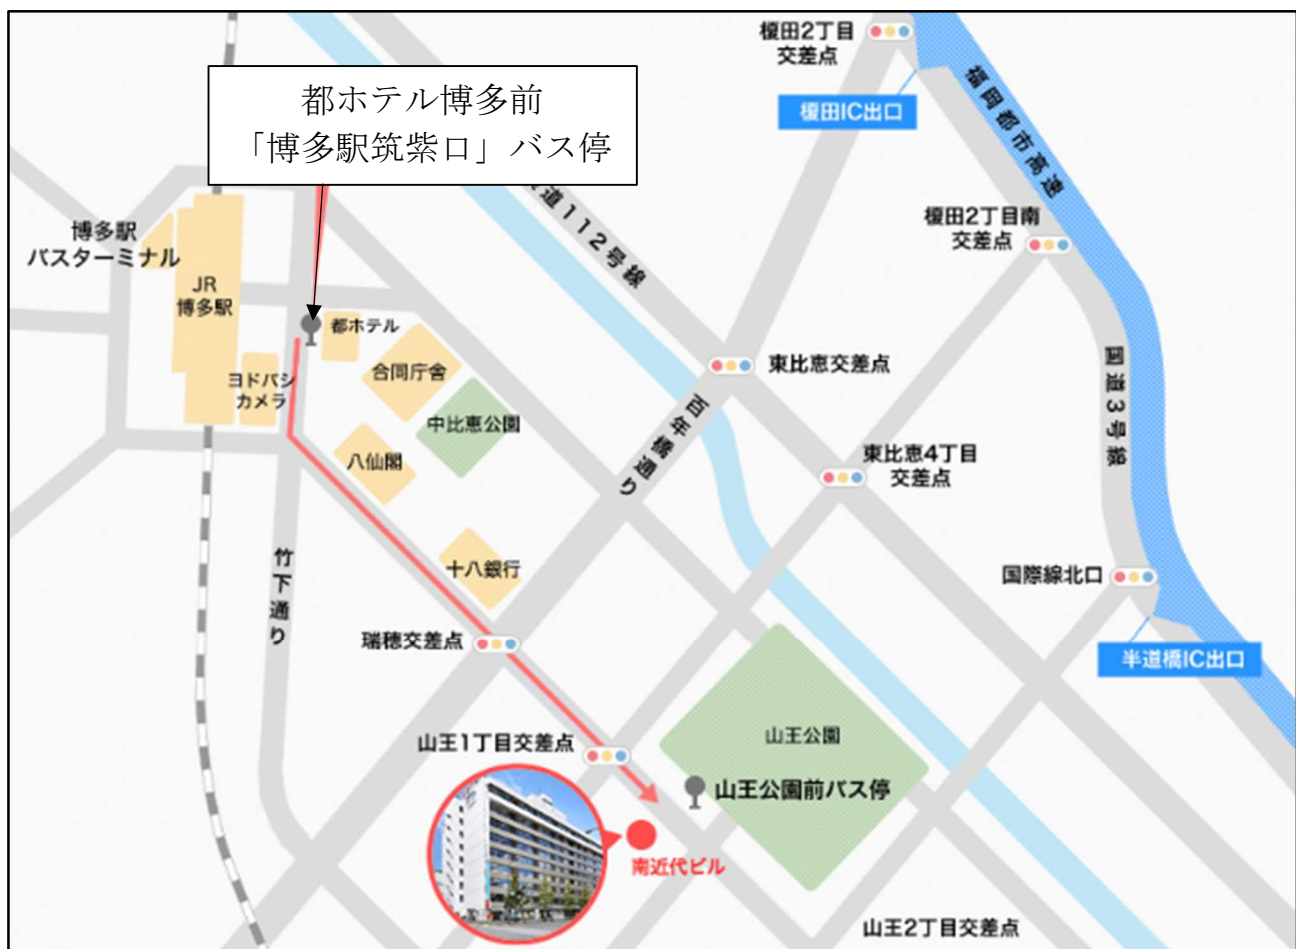 榎田2丁目
交差点
榎田IC出口
福岡都市高速
都ホテル博多前
「博多駅筑紫口」バス停
道112号線
榎田2丁目南
交差点
博多駅
バスターミナル
JR
博多駅
都ホテル
合同庁舎
ヨドバシ
カメラ
中比恵公園
八仙閣
百年橋通り
東比恵交差点
国道3号線
東比恵4丁目
交差点
十八銀行
竹下通り
国際線北口
瑞穂交差点
半道橋IC出口
山王1丁目交差点
山王公園
山王公園前バス停
南近代ビル
山王2丁目交差点